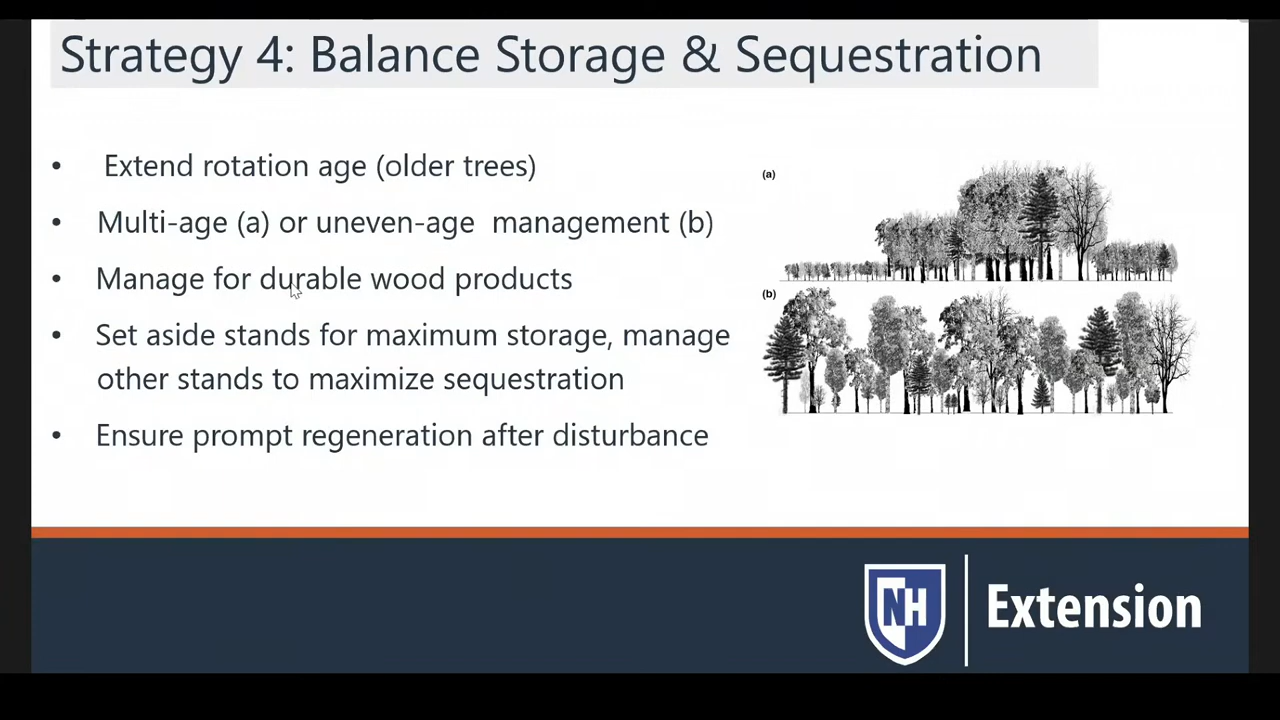 Strategy 4: Balance Storage & Sequestration
• Extend rotation age (older trees)
• Multi-age (a) or uneven-age management (b)
• Manage for durable wood products
• Set aside stands for maximum storage, manage
other stands to maximize sequestration
• Ensure prompt regeneration after disturbance
(a)
(b)
NH
Extension